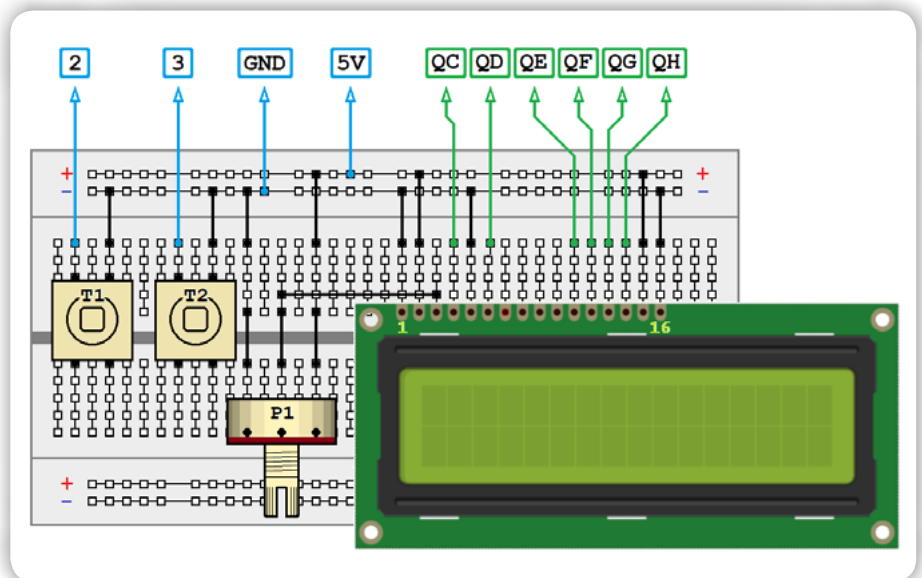 2 3 GND 5V QC QD QE QF QG QH
+ +
− −
T1 T2
1 16
P1
+
−